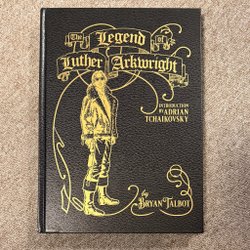 The Legend of
Luther Arkwright
INTRODUCTION
BY ADRIAN
TCHAIKOVSKY
by
BRYAN TALBOT